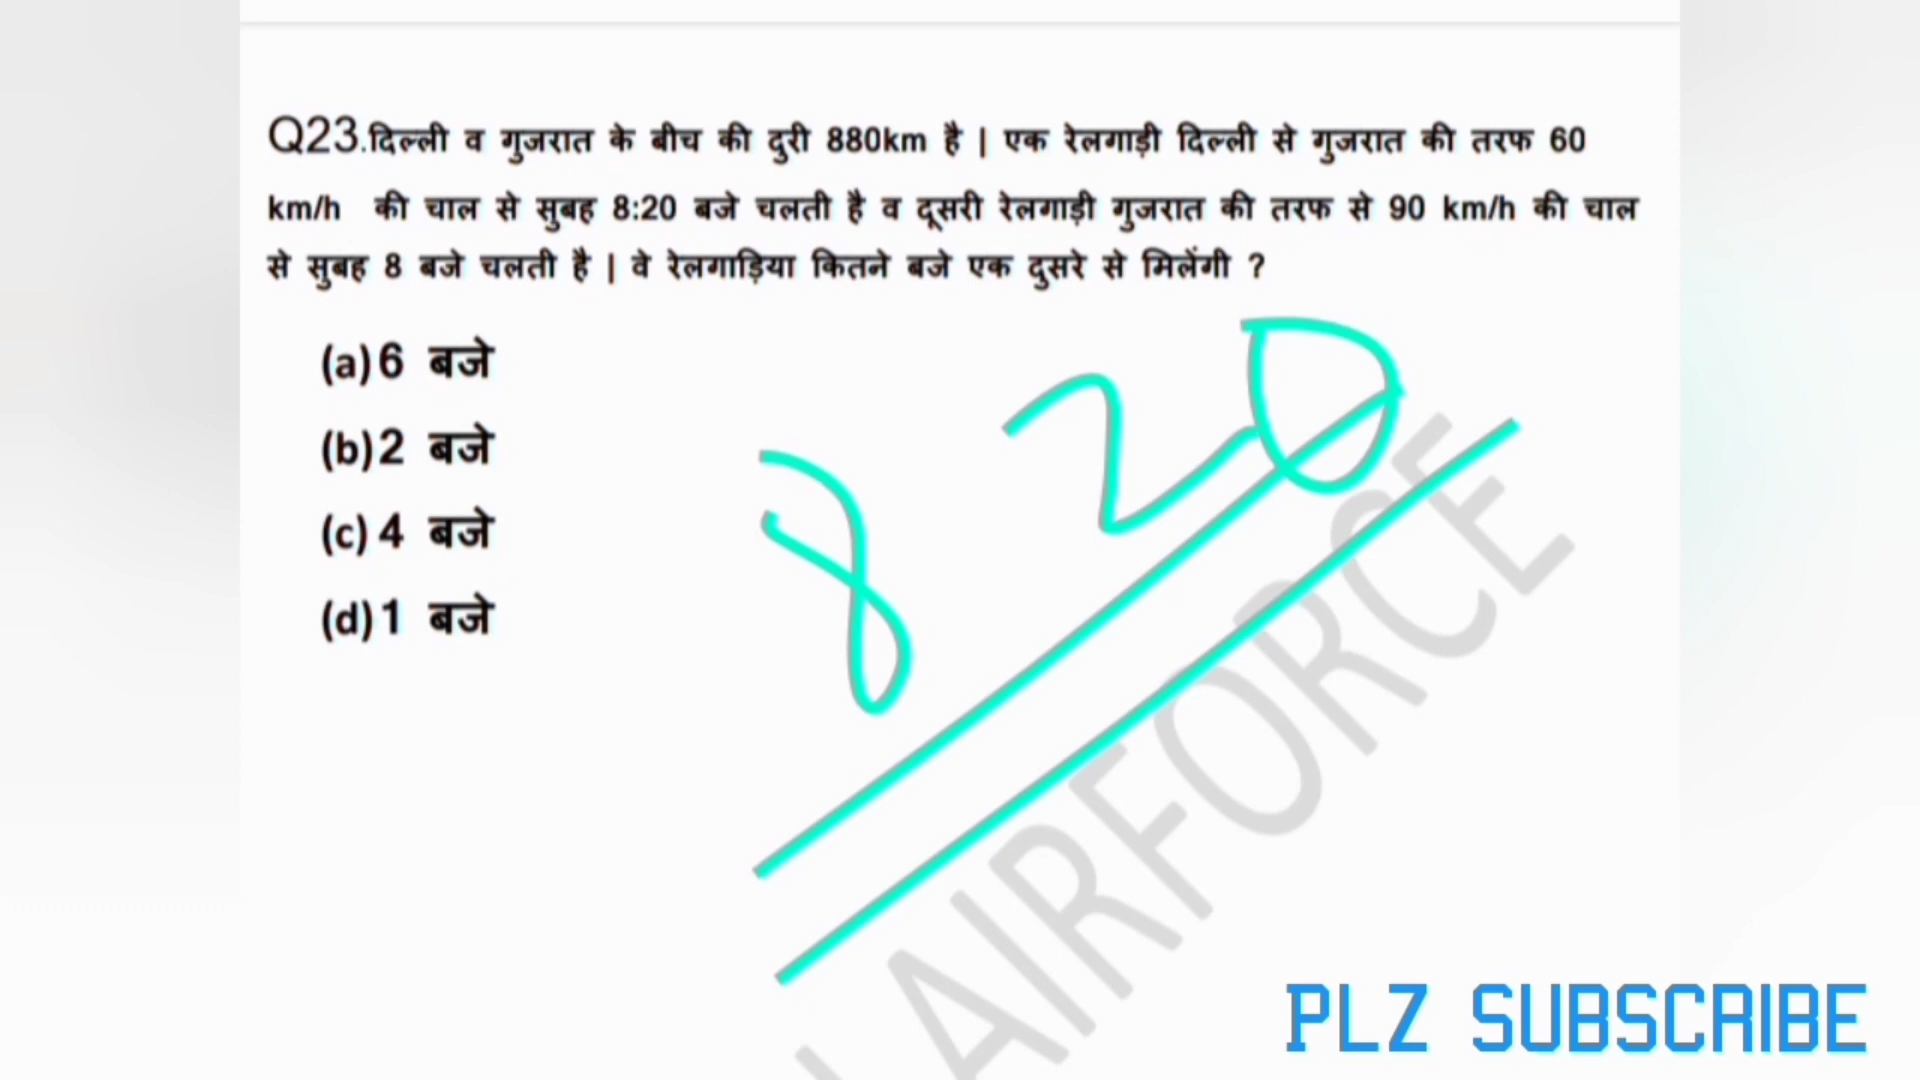 Q23.दिल्ली व गुजरात के बीच की दुरी 880km है | एक रेलगाड़ी दिल्ली से गुजरात की तरफ 60
km/h की चाल से सुबह 8:20 बजे चलती है व दूसरी रेलगाड़ी गुजरात की तरफ से 90 km/h की चाल
से सुबह 8 बजे चलती है | वे रेलगाड़िया कितने बजे एक दुसरे से मिलेंगी ?
(a) 6 बजे
(b) 2 बजे
(c) 4 बजे
(d) 1 बजे
8 20
AIRFORCE
PLZ SUBSCRIBE